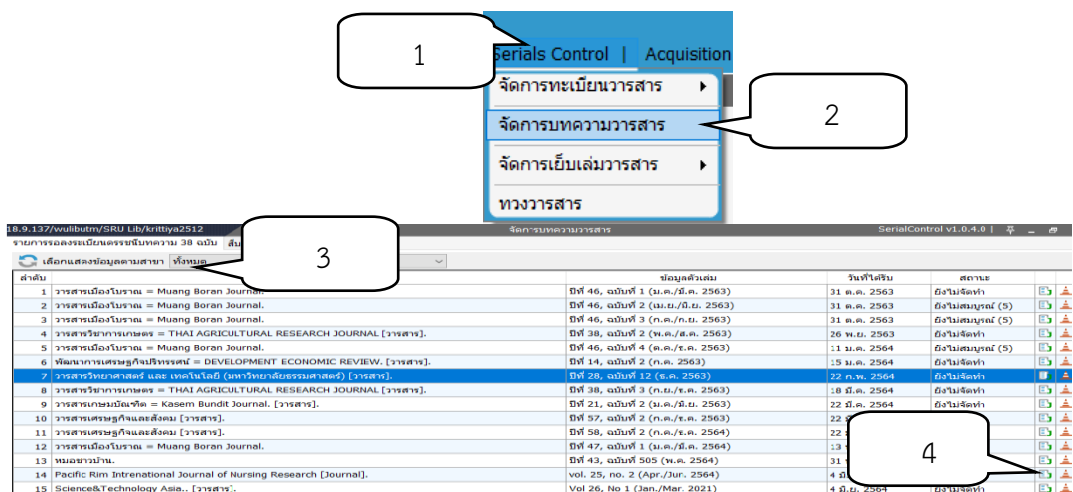 1
Serials Control | Acquisition
จัดการทะเบียนวารสาร
จัดการบทความวารสาร
2
จัดการเย็บเล่มวารสาร
ทวงวารสาร
18.9.137/wulibutm/SRU Lib/krittiya2512 จัดการบทความวารสาร SerialControl v1.0.4.0 |
รายการรอลงระเบียนดรรชนีบทความ 38 ฉบับ
เลือกแสดงข้อมูลตามสาขา ทั้งหมด
3
ลำดับ ข้อมูลตัวเล่ม วันที่ได้รับ สถานะ
1 วารสารเมืองโบราณ = Muang Boran Journal. ปีที่ 46, ฉบับที่ 1 (ม.ค./มี.ค. 2563) 31 ต.ค. 2563 ยังไม่จัดทำ
2 วารสารเมืองโบราณ = Muang Boran Journal. ปีที่ 46, ฉบับที่ 2 (เม.ย./มิ.ย. 2563) 31 ต.ค. 2563 ยังไม่สมบูรณ์ (5)
3 วารสารเมืองโบราณ = Muang Boran Journal. ปีที่ 46, ฉบับที่ 3 (ก.ค./ก.ย. 2563) 31 ต.ค. 2563 ยังไม่สมบูรณ์ (5)
4 วารสารวิชาการเกษตร = THAI AGRICULTURAL RESEARCH JOURNAL [วารสาร]. ปีที่ 38, ฉบับที่ 2 (พ.ค./ส.ค. 2563) 26 พ.ย. 2563 ยังไม่จัดทำ
5 วารสารเมืองโบราณ = Muang Boran Journal. ปีที่ 46, ฉบับที่ 4 (ต.ค./ธ.ค. 2563) 11 ม.ค. 2564 ยังไม่สมบูรณ์ (5)
6 พัฒนาการเศรษฐกิจปริทรรศน์ = DEVELOPMENT ECONOMIC REVIEW. [วารสาร]. ปีที่ 14, ฉบับที่ 2 (ก.ค. 2563) 15 ม.ค. 2564 ยังไม่จัดทำ
7 วารสารวิทยาศาสตร์ และ เทคโนโลยี (มหาวิทยาลัยธรรมศาสตร์) [วารสาร]. ปีที่ 28, ฉบับที่ 12 (ธ.ค. 2563) 22 ก.พ. 2564 ยังไม่จัดทำ
8 วารสารวิชาการเกษตร = THAI AGRICULTURAL RESEARCH JOURNAL [วารสาร]. ปีที่ 38, ฉบับที่ 3 (ก.ย./ธ.ค. 2563) 18 มี.ค. 2564 ยังไม่จัดทำ
9 วารสารเกษมบัณฑิต = Kasem Bundit Journal. [วารสาร]. ปีที่ 21, ฉบับที่ 2 (ม.ค./มิ.ย. 2563) 22 มี.ค. 2564 ยังไม่จัดทำ
10 วารสารเศรษฐกิจและสังคม [วารสาร]. ปีที่ 57, ฉบับที่ 2 (ก.ค./ธ.ค. 2563) 22
11 วารสารเศรษฐกิจและสังคม [วารสาร]. ปีที่ 58, ฉบับที่ 2 (ก.ค./ธ.ค. 2564) 22
12 วารสารเมืองโบราณ = Muang Boran Journal. ปีที่ 47, ฉบับที่ 1 (ม.ค./มี.ค. 2564) 13
13 หมอชาวบ้าน. ปีที่ 43, ฉบับที่ 505 (พ.ค. 2564) 31
4
14 Pacific Rim Intrenational Journal of Nursing Research [Journal]. vol. 25, no. 2 (Apr./Jur. 2564) 4
15 Science&Technology Asia.. [วารสาร]. Vol 26, No 1 (Jan./Mar. 2021) 4 มิ.ย. 2564 ยังไม่จัดทำ